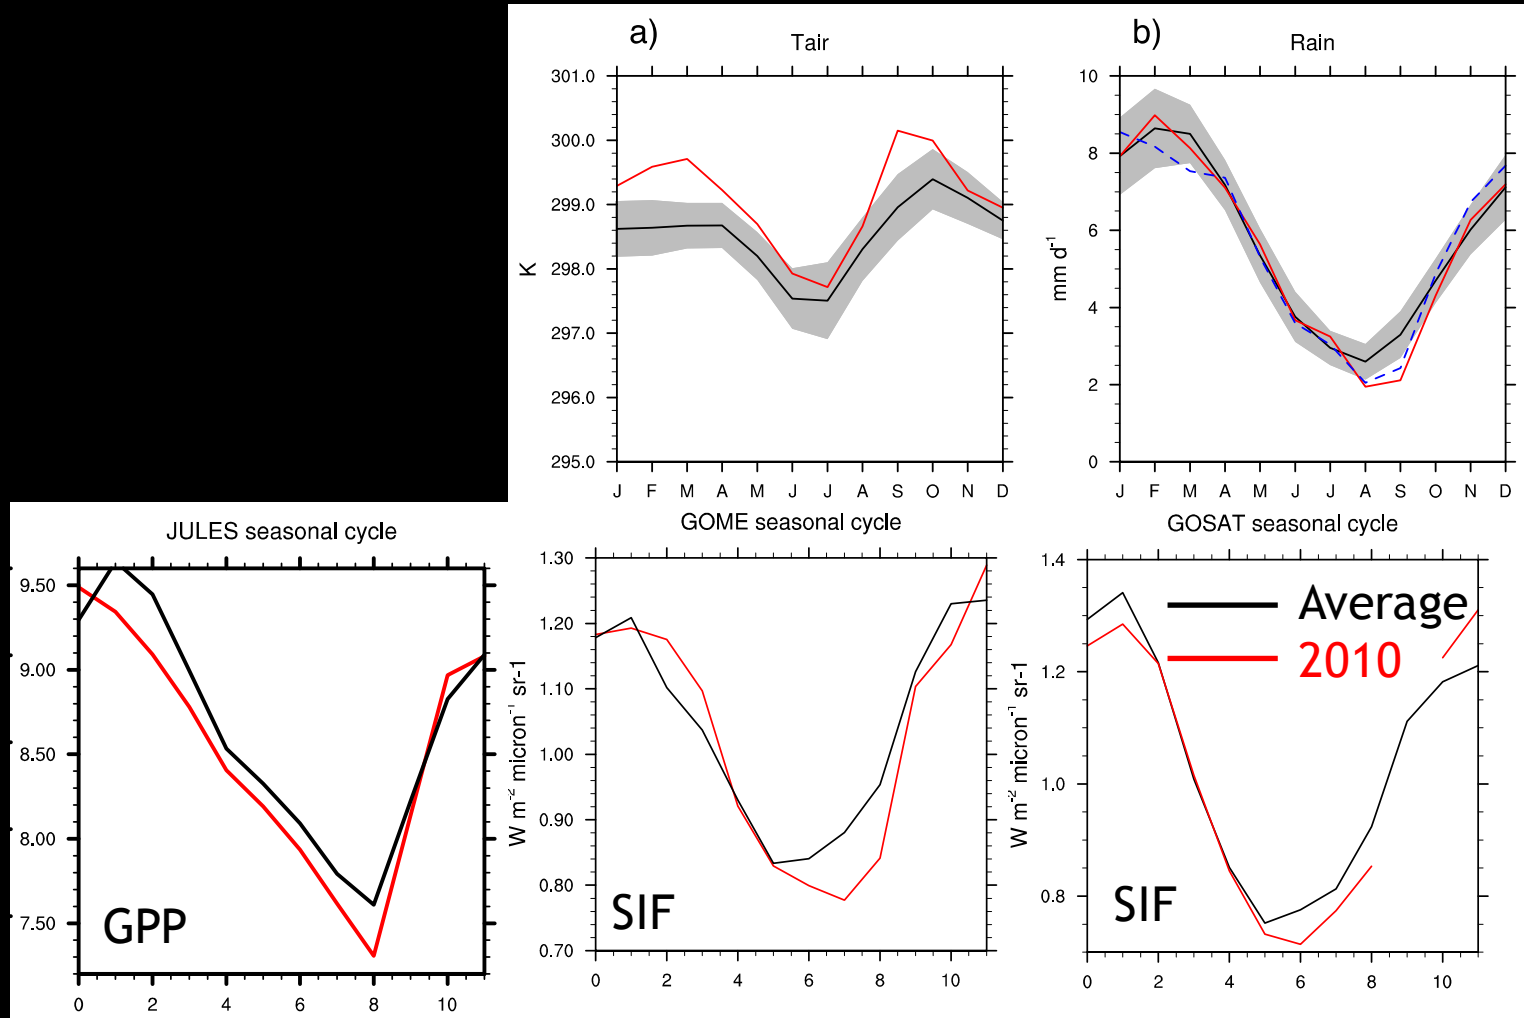 a)
Tair
301.0
300.0
299.0
298.0
297.0
296.0
295.0
K
J F M A M J J A S O N D
b)
Rain
10
8
6
4
2
0
mm d-1
J F M A M J J A S O N D
JULES seasonal cycle
9.50
9.00
8.50
8.00
7.50
GPP
0 2 4 6 8 10
GOME seasonal cycle
1.30
1.20
1.10
1.00
0.90
0.80
0.70
W m-2 micron-1 sr-1
SIF
0 2 4 6 8 10
GOSAT seasonal cycle
1.4
1.2
1.0
0.8
W m-2 micron-1 sr-1
Average
2010
SIF
0 2 4 6 8 10